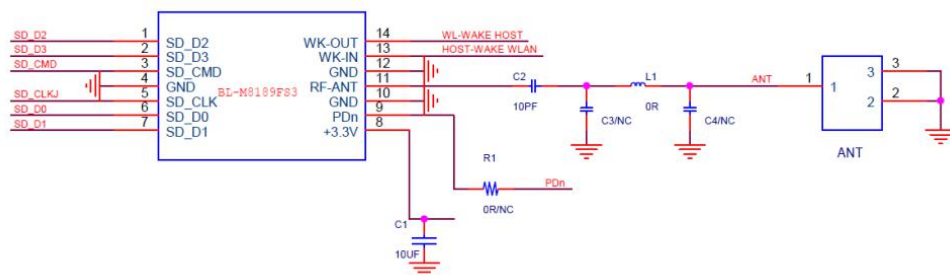 SD_D2 1 SD_D2 WK-OUT 14 WL-WAKE HOST
SD_D3 2 SD_D3 WK-IN 13 HOST-WAKE WLAN
SD_CMD 3 SD_CMD GND 12
4 GND BL-M8189FS3 RF-ANT 11
SD_CLKJ 5 SD_CLK GND 10
SD_D0 6 SD_D0 PDn 9
SD_D1 7 SD_D1 +3.3V 8
C2
10PF
C3/NC
L1
0R
C4/NC
ANT
1 1 3 3
2 2
ANT
R1
0R/NC
PDn
C1
10UF